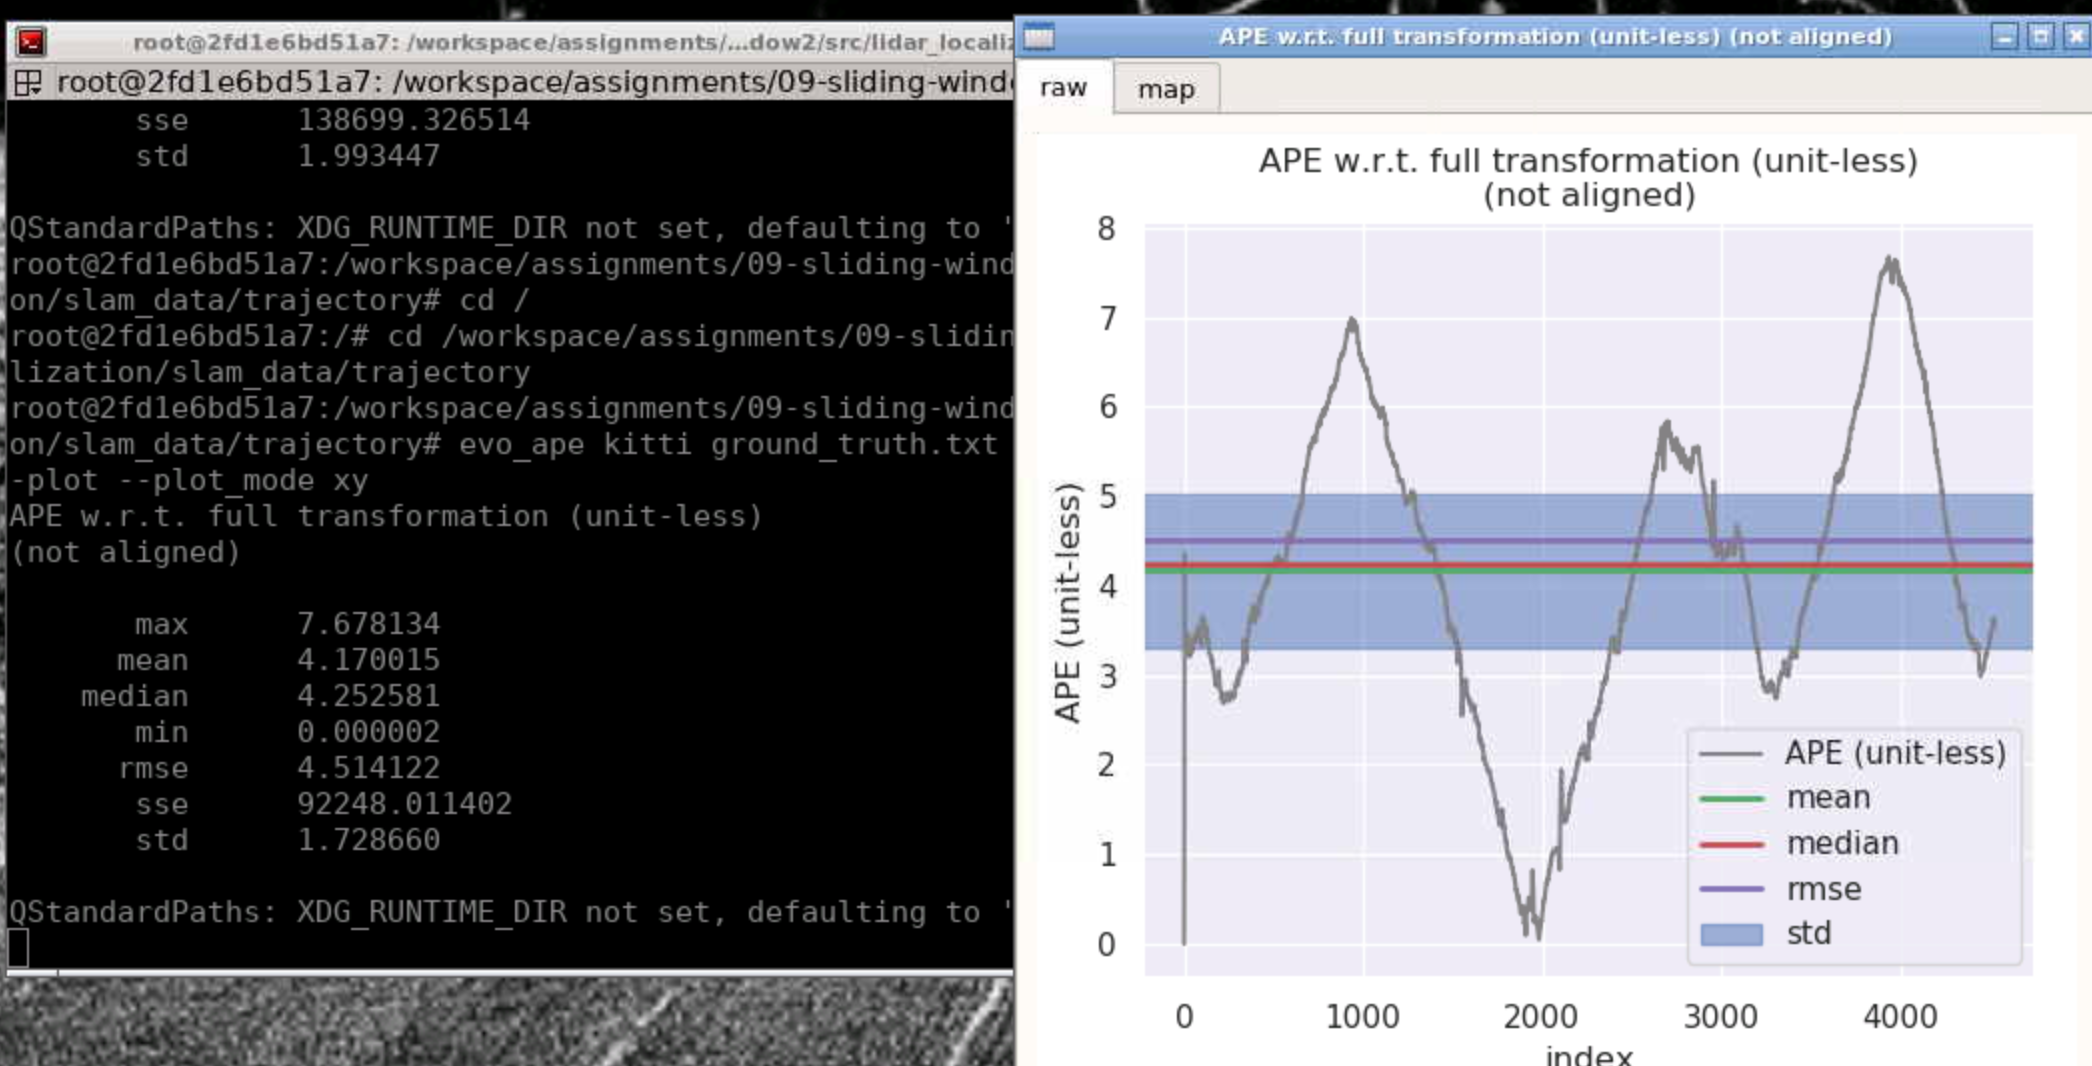 root@2fd1e6bd51a7: /workspace/assignments/...dow2/src/lidar_localiz
root@2fd1e6bd51a7: /workspace/assignments/09-sliding-wind
sse 138699.326514
std 1.993447
QStandardPaths: XDG_RUNTIME_DIR not set, defaulting to '
root@2fd1e6bd51a7:/workspace/assignments/09-sliding-wind
on/slam_data/trajectory# cd /
root@2fd1e6bd51a7:/# cd /workspace/assignments/09-slidin
lization/slam_data/trajectory
root@2fd1e6bd51a7:/workspace/assignments/09-sliding-wind
on/slam_data/trajectory# evo_ape kitti ground_truth.txt
-plot --plot_mode xy
APE w.r.t. full transformation (unit-less)
(not aligned)
max 7.678134
mean 4.170015
median 4.252581
min 0.000002
rmse 4.514122
sse 92248.011402
std 1.728660
QStandardPaths: XDG_RUNTIME_DIR not set, defaulting to '
APE w.r.t. full transformation (unit-less) (not aligned)
raw map
APE w.r.t. full transformation (unit-less)
(not aligned)
8
7
6
5
4
3
2
1
0
APE (unit-less)
APE (unit-less)
mean
median
rmse
std
0 1000 2000 3000 4000
index